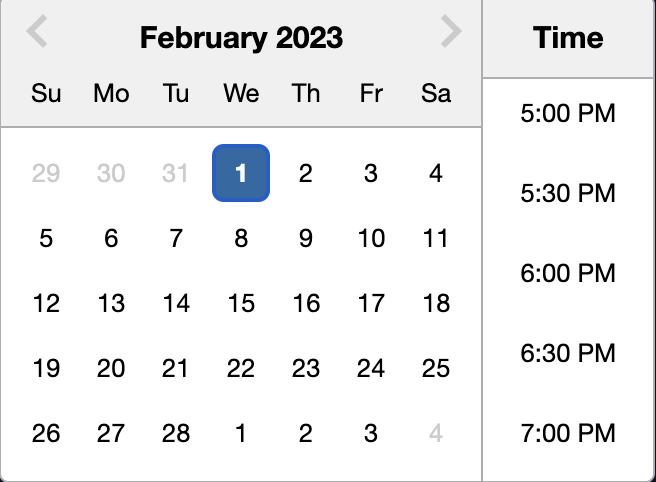 February 2023
Su Mo Tu We Th Fr Sa
29 30 31 1 2 3 4
5 6 7 8 9 10 11
12 13 14 15 16 17 18
19 20 21 22 23 24 25
26 27 28 1 2 3 4
Time
5:00 PM
5:30 PM
6:00 PM
6:30 PM
7:00 PM